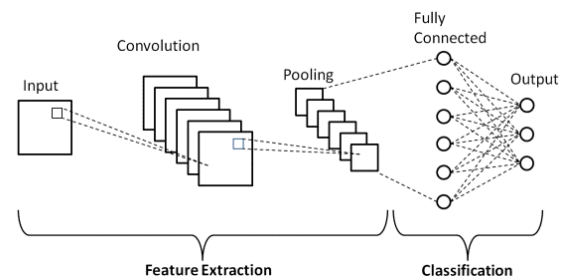 Input
Convolution
Pooling
Fully
Connected
Output
Feature Extraction
Classification